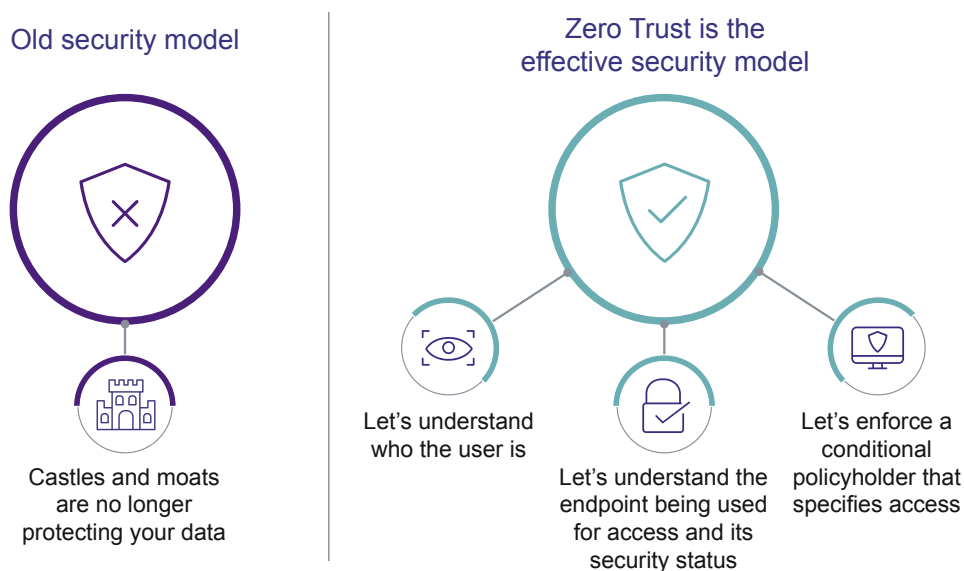 Old security model
Castles and moats
are no longer
protecting your data
Zero Trust is the
effective security model
Let's understand
who the user is
Let's understand the
endpoint being used
for access and its
security status
Let's enforce a
conditional
policyholder that
specifies access